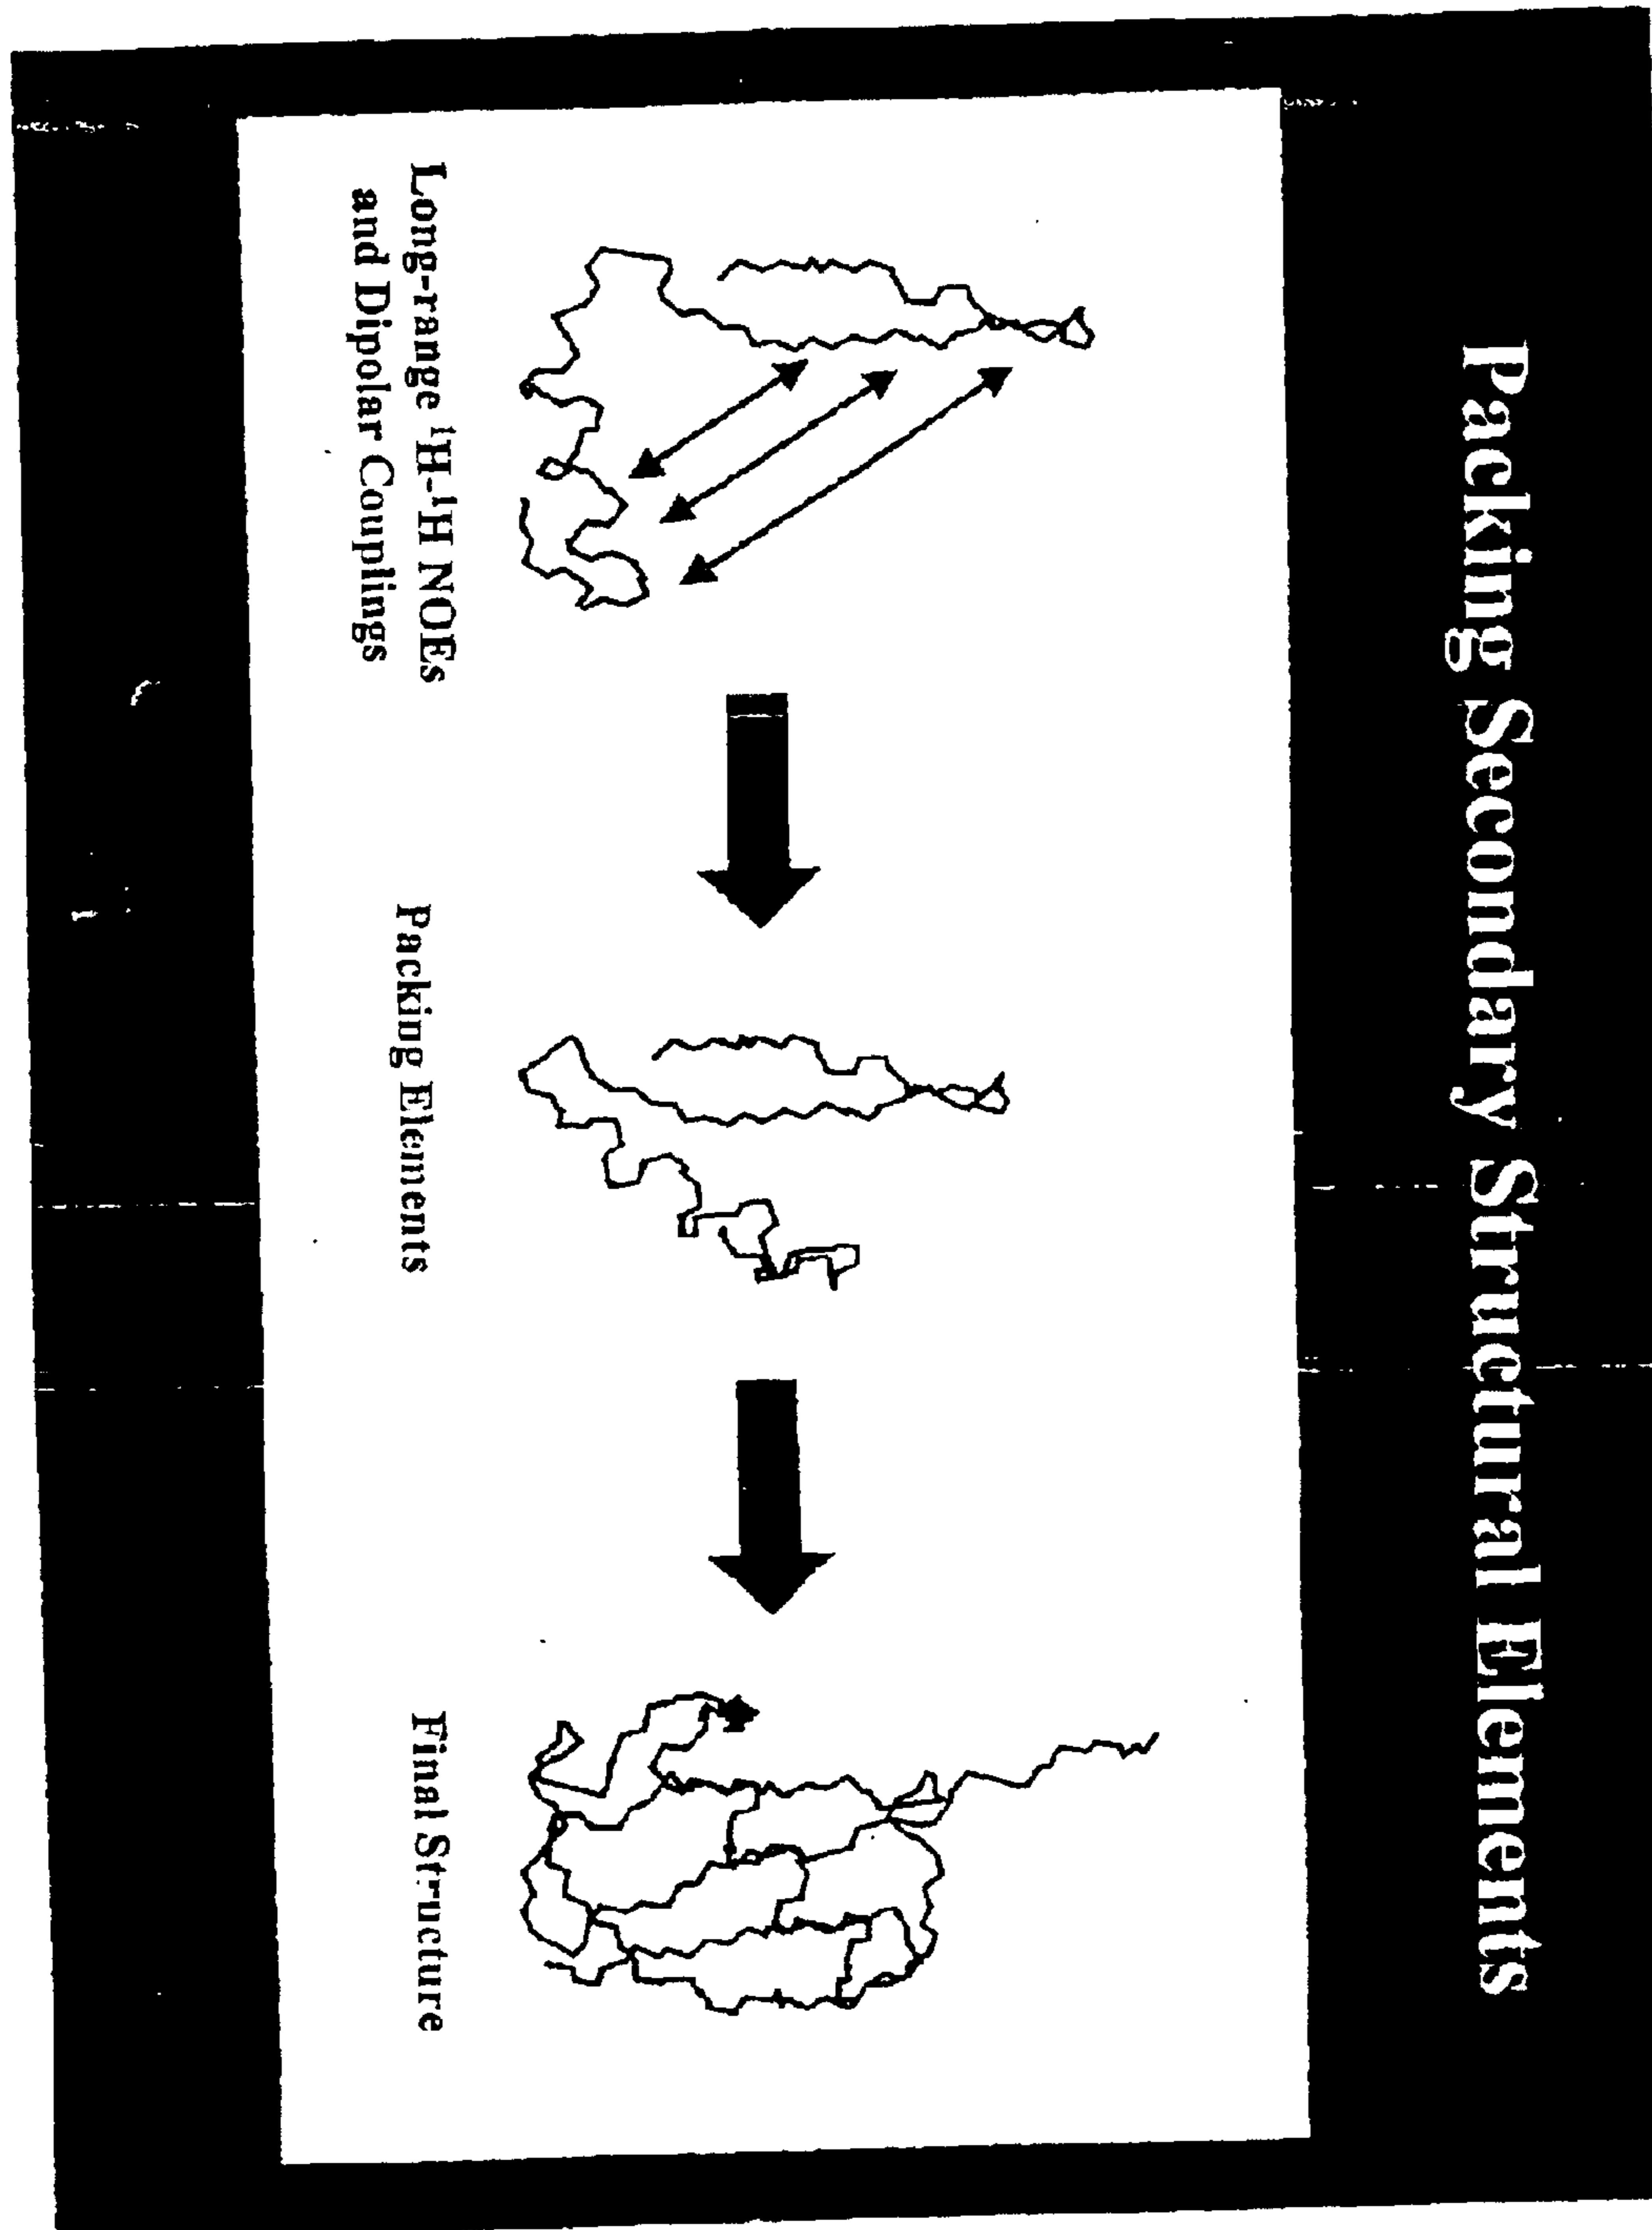 Packing Secondary Structural Elements
Long-range ¹H-¹H NOEs
and Dipolar Couplings
Packing Elements
Final Structure